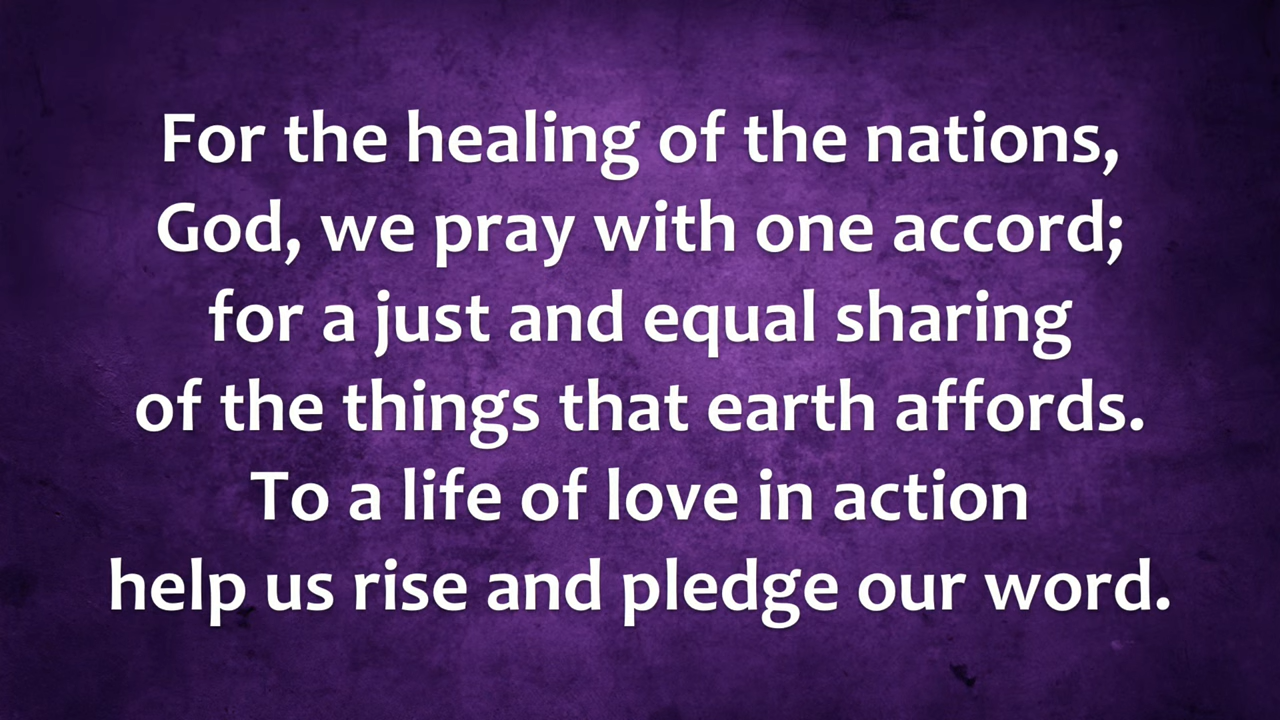 For the healing of the nations,
God, we pray with one accord;
for a just and equal sharing
of the things that earth affords.
To a life of love in action
help us rise and pledge our word.